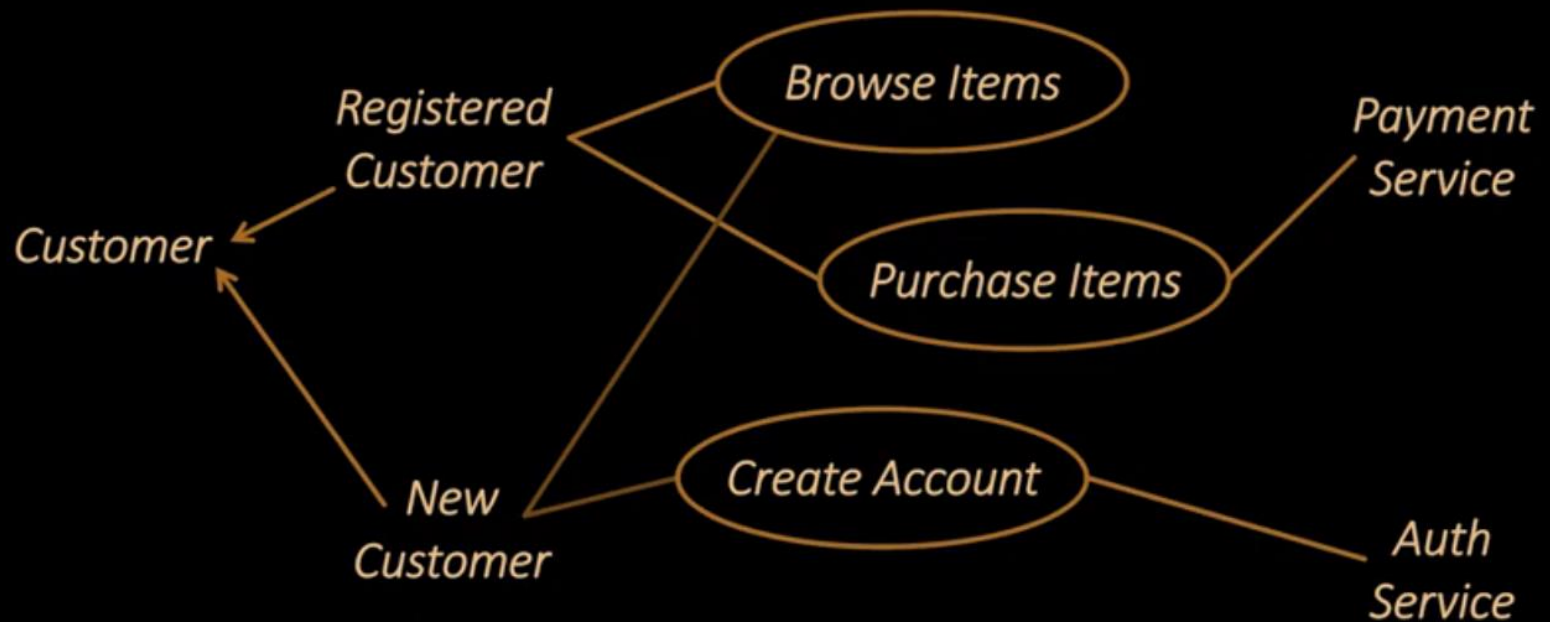 Browse Items
Registered
Customer
Payment
Service
Customer
Purchase Items
Create Account
New
Customer
Auth
Service